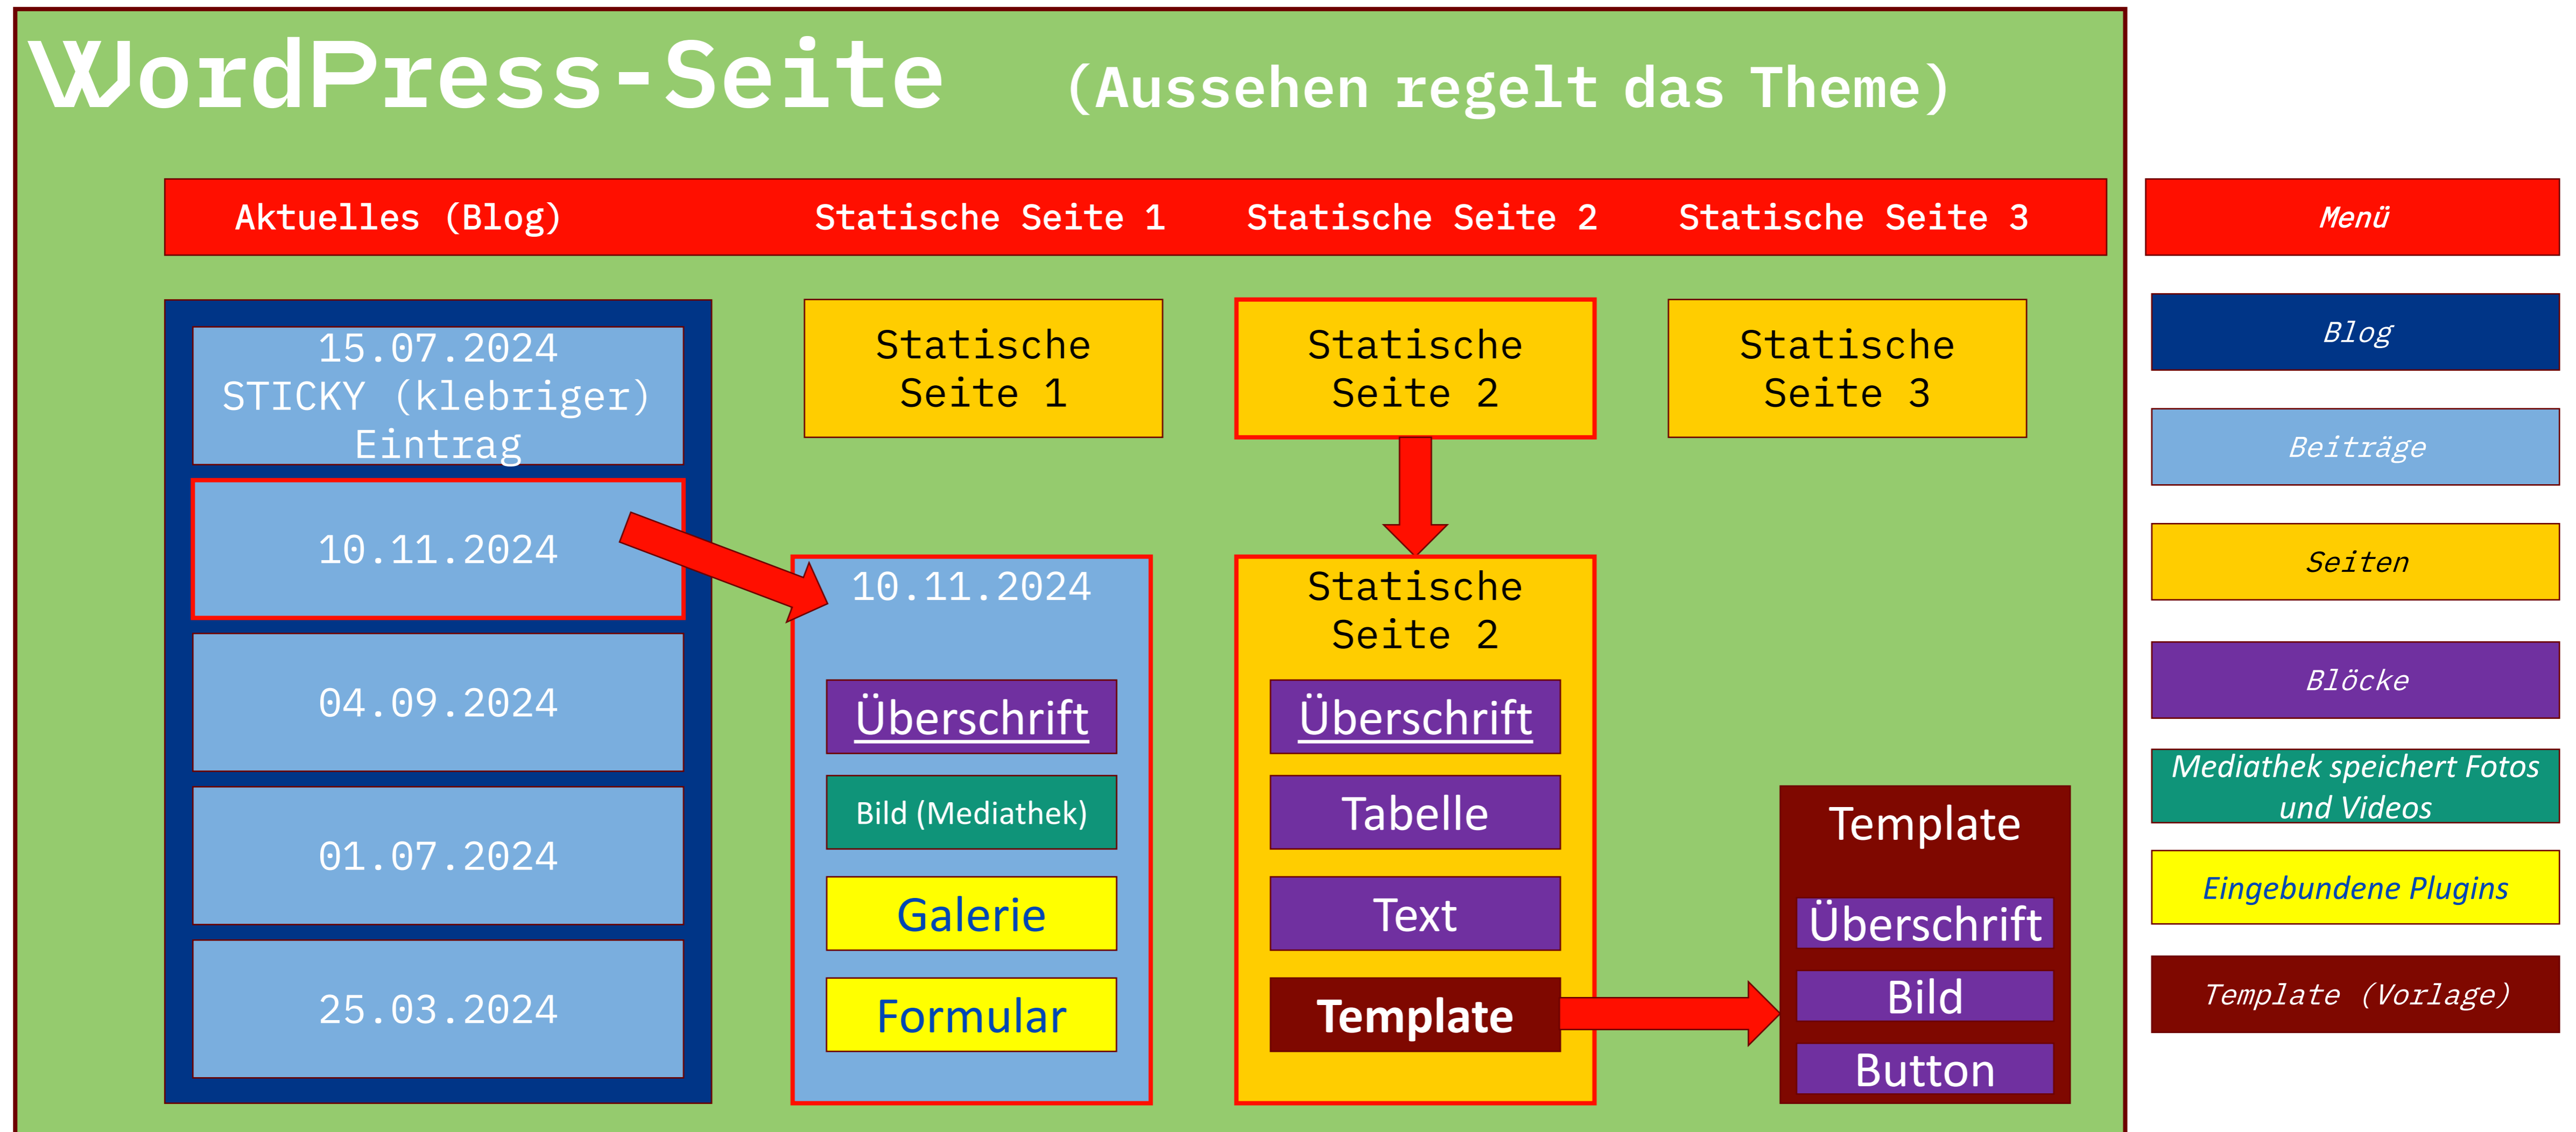 WordPress-Seite (Aussehen regelt das Theme)
Aktuelles (Blog) Statische Seite 1 Statische Seite 2 Statische Seite 3
15.07.2024
STICKY (klebriger)
Eintrag
10.11.2024
04.09.2024
01.07.2024
25.03.2024
Statische
Seite 1
Statische
Seite 2
Statische
Seite 3
10.11.2024
Überschrift
Bild (Mediathek)
Galerie
Formular
Statische
Seite 2
Überschrift
Tabelle
Text
Template
Template
Überschrift
Bild
Button
Menü
Blog
Beiträge
Seiten
Blöcke
Mediathek speichert Fotos
und Videos
Eingebundene Plugins
Template (Vorlage)